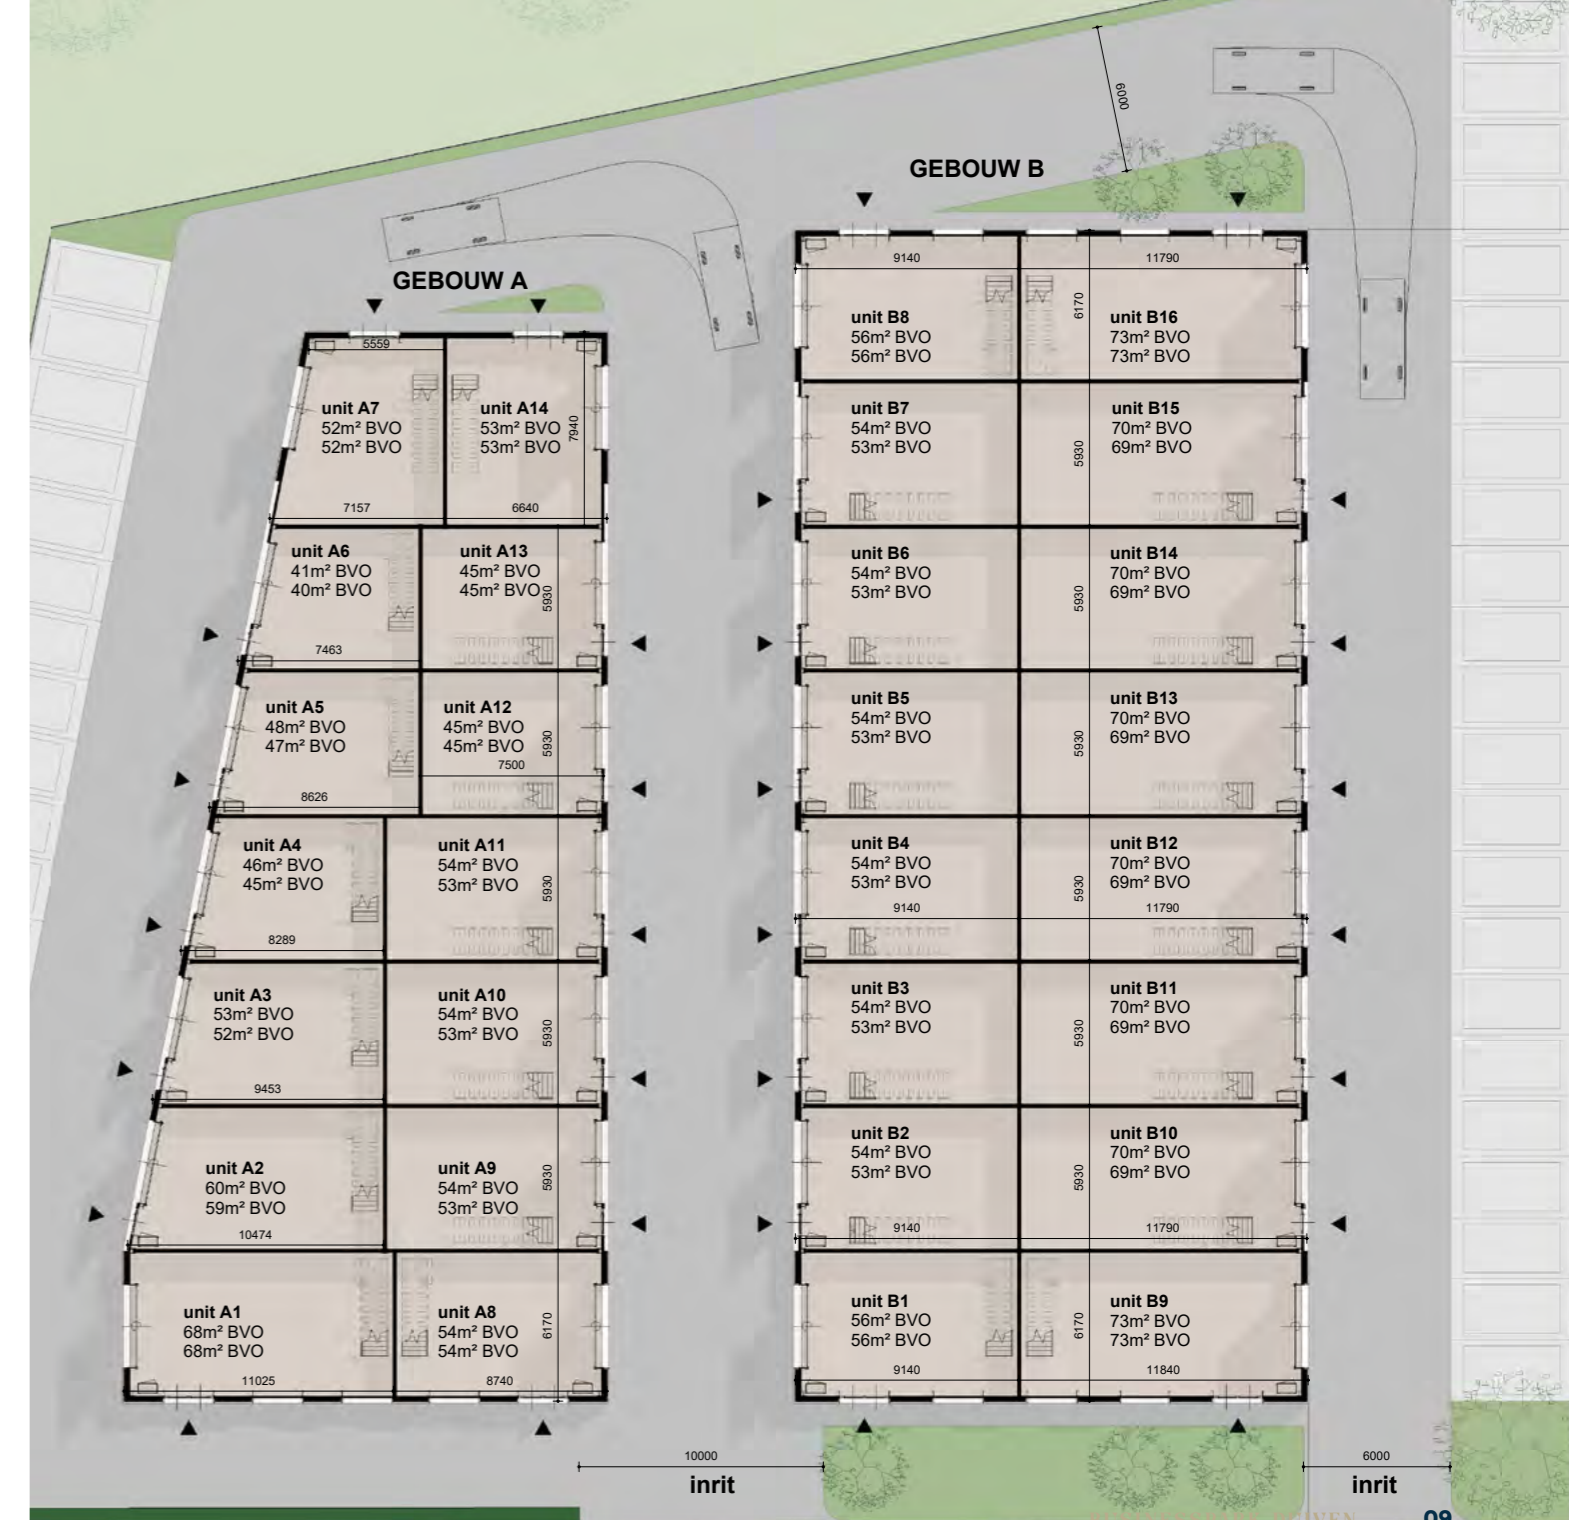 6000
GEBOUW B
GEBOUW A
9140
11790
6170
unit B8
56m² BVO
56m² BVO
unit B16
73m² BVO
73m² BVO
5559
unit A7
52m² BVO
52m² BVO
unit A14
53m² BVO
53m² BVO
7940
unit B7
54m² BVO
53m² BVO
5930
unit B15
70m² BVO
69m² BVO
7157
6640
unit A6
41m² BVO
40m² BVO
7463
unit A13
45m² BVO
45m² BVO
5930
unit B6
54m² BVO
53m² BVO
5930
unit B14
70m² BVO
69m² BVO
unit A5
48m² BVO
47m² BVO
8626
unit A12
45m² BVO
45m² BVO
5930
7500
unit B5
54m² BVO
53m² BVO
5930
unit B13
70m² BVO
69m² BVO
unit A4
46m² BVO
45m² BVO
8289
unit A11
54m² BVO
53m² BVO
5930
unit B4
54m² BVO
53m² BVO
9140
5930
unit B12
70m² BVO
69m² BVO
11790
unit A3
53m² BVO
52m² BVO
9453
unit A10
54m² BVO
53m² BVO
5930
unit B3
54m² BVO
53m² BVO
5930
unit B11
70m² BVO
69m² BVO
unit A2
60m² BVO
59m² BVO
10474
unit A9
54m² BVO
53m² BVO
5930
unit B2
54m² BVO
53m² BVO
9140
5930
unit B10
70m² BVO
69m² BVO
11790
unit A1
68m² BVO
68m² BVO
11025
unit A8
54m² BVO
54m² BVO
8740
6170
unit B1
56m² BVO
56m² BVO
9140
6170
unit B9
73m² BVO
73m² BVO
11840
10000
inrit
6000
inrit
09